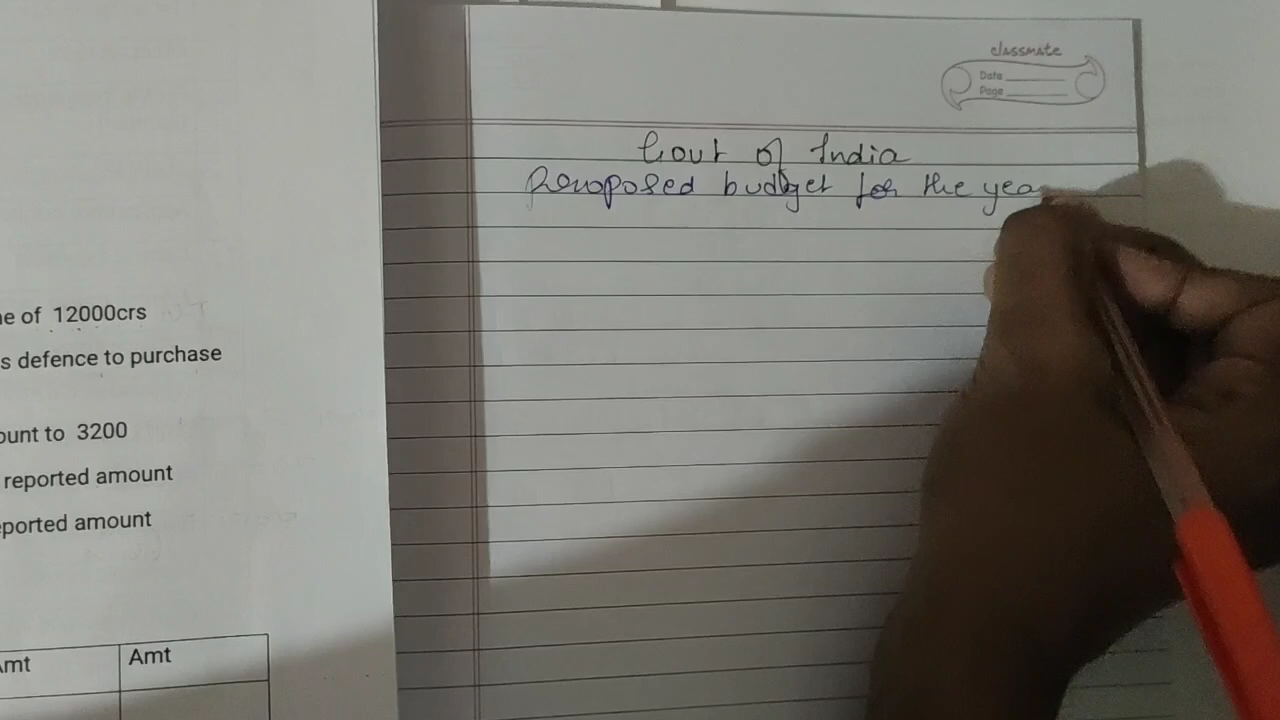 classmate
Date
Page
Govt of India
Proposed budget for the yea
of 12000crs
s defence to purchase
ount to 3200
reported amount
ported amount
Amt
Amt